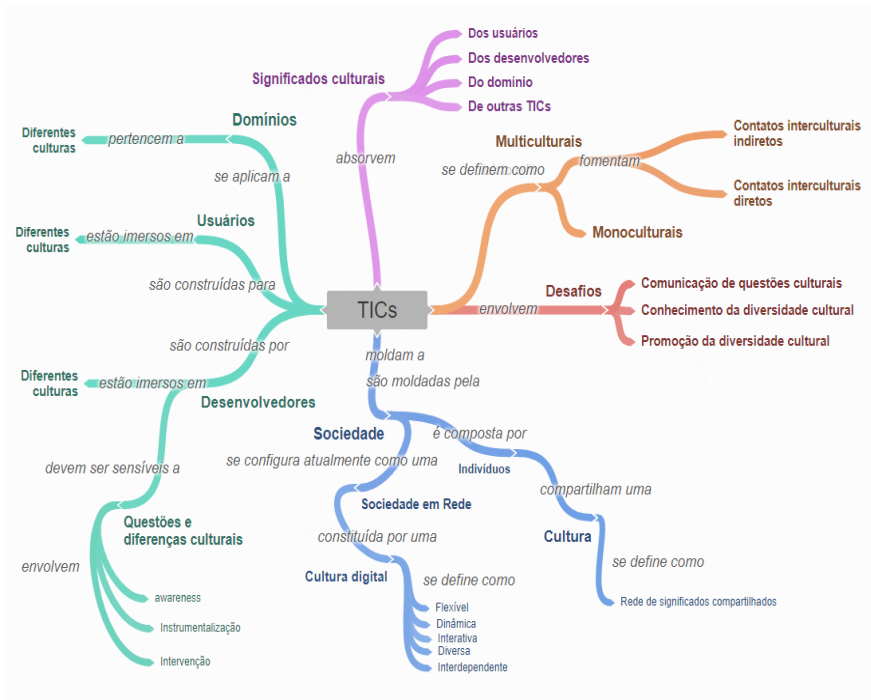 Dos usuários
Dos desenvolvedores
Do domínio
De outras TICs
Significados culturais
absorvem
Domínios
Diferentes
culturas
pertencem a
se aplicam a
Usuários
Diferentes
culturas
estão imersos em
são construídas para
são construídas por
Diferentes
culturas
estão imersos em
Desenvolvedores
devem ser sensíveis a
Questões e
diferenças culturais
envolvem
awareness
Instrumentalização
Intervenção
TICs
Multiculturais
se definem como
fomentam
Contatos interculturais
indiretos
Contatos interculturais
diretos
Monoculturais
Desafios
envolvem
Comunicação de questões culturais
Conhecimento da diversidade cultural
Promoção da diversidade cultural
moldam a
são moldadas pela
Sociedade
é composta por
Indivíduos
compartilham uma
Cultura
se define como
Rede de significados compartilhados
se configura atualmente como uma
Sociedade em Rede
constituída por uma
Cultura digital
se define como
Flexível
Dinâmica
Interativa
Diversa
Interdependente